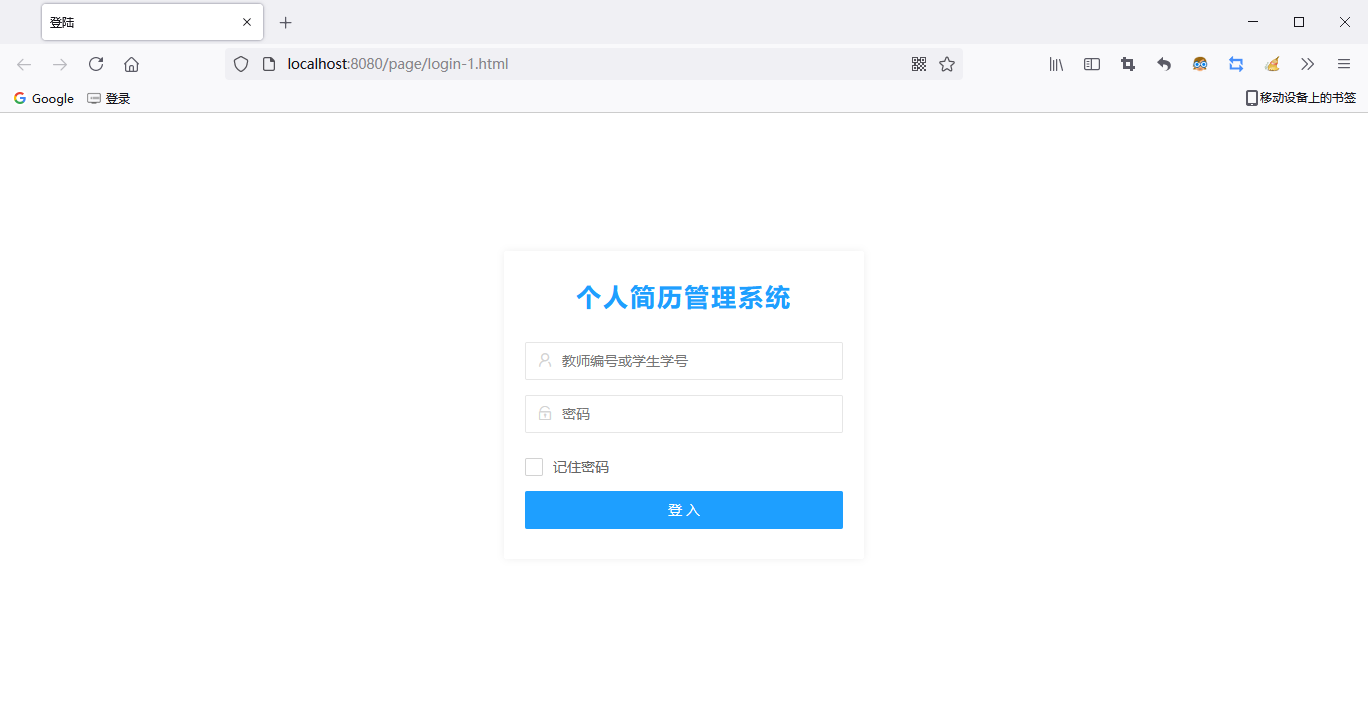 登陆
localhost:8080/page/login-1.html
Google
登录
移动设备上的书签
个人简历管理系统
教师编号或学生学号
密码
记住密码
登 入